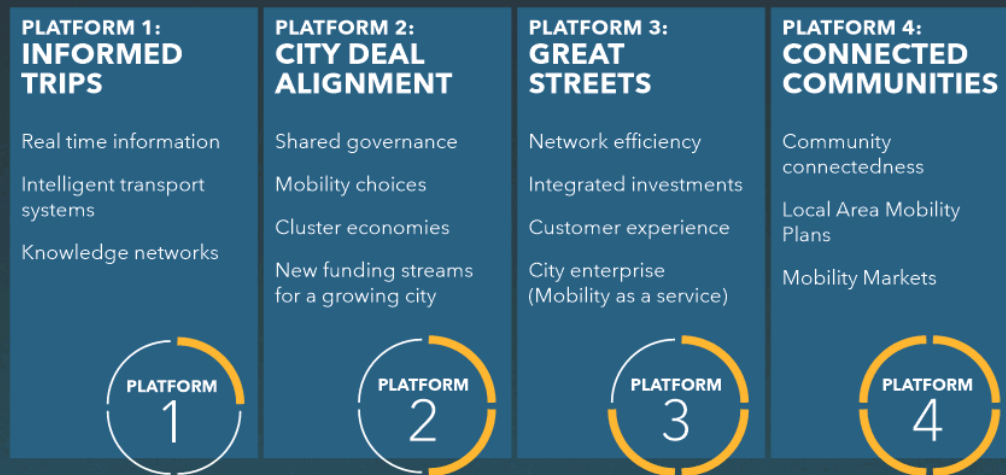 PLATFORM 1:
INFORMED
TRIPS
Real time information
Intelligent transport
systems
Knowledge networks
PLATFORM
1
PLATFORM 2:
CITY DEAL
ALIGNMENT
Shared governance
Mobility choices
Cluster economies
New funding streams
for a growing city
PLATFORM
2
PLATFORM 3:
GREAT
STREETS
Network efficiency
Integrated investments
Customer experience
City enterprise
(Mobility as a service)
PLATFORM
3
PLATFORM 4:
CONNECTED
COMMUNITIES
Community
connectedness
Local Area Mobility
Plans
Mobility Markets
PLATFORM
4